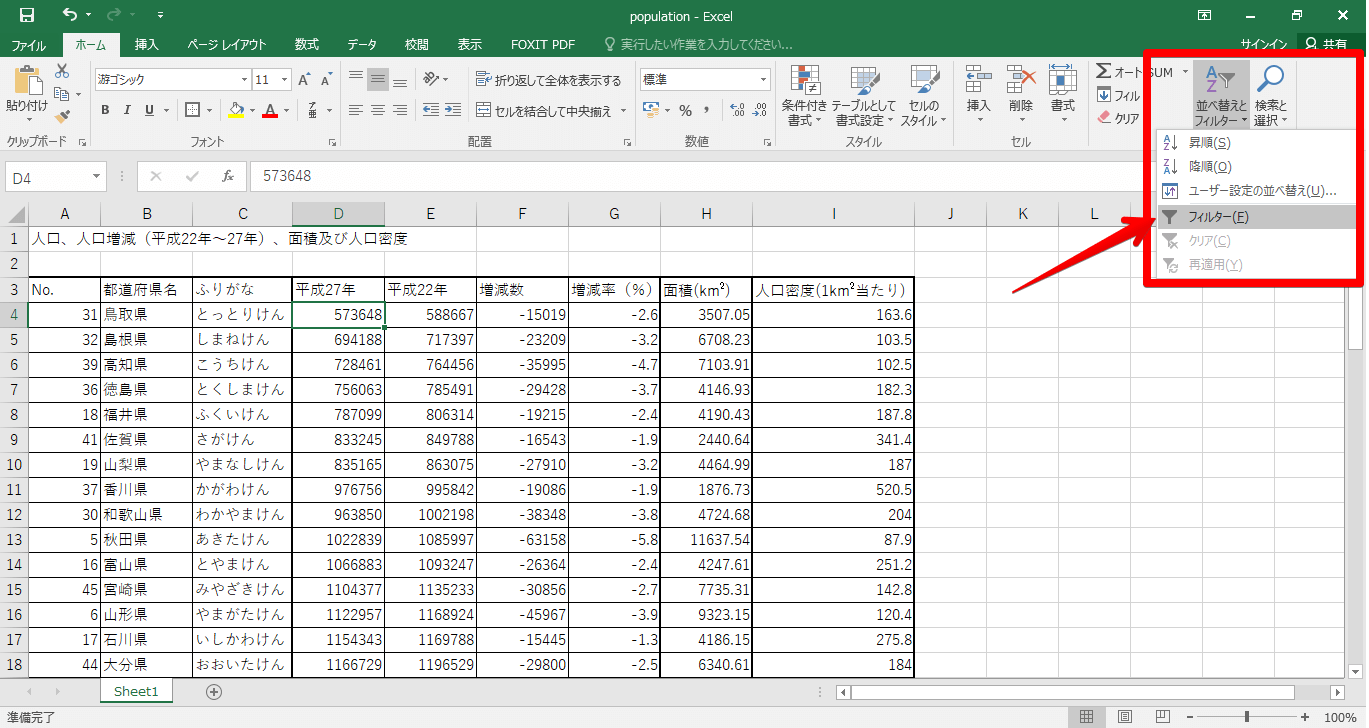 population - Excel
ファイル ホーム 挿入 ページ レイアウト 数式 データ 校閲 表示 FOXIT PDF 実行したい作業を入力してください... サインイン 共有
貼り付け
クリップボード
游ゴシック 11 A A
B I U A 亜
フォント
折り返して全体を表示する
セルを結合して中央揃え
配置
標準
% ,
数値
条件付き書式 テーブルとして書式設定 セルのスタイル
スタイル
挿入 削除 書式
セル
Σ オート SUM
フィル
クリア
並べ替えとフィルター 検索と選択
昇順(S)
降順(O)
ユーザー設定の並べ替え(U)...
フィルター(F)
クリア(C)
再適用(Y)
D4 fx 573648
A B C D E F G H I J K L
1 人口、人口増減（平成22年～27年）、面積及び人口密度
2
3 No. 都道府県名 ふりがな 平成27年 平成22年 増減数 増減率（%） 面積(km²) 人口密度(1km²当たり)
4 31 鳥取県 とっとりけん 573648 588667 -15019 -2.6 3507.05 163.6
5 32 島根県 しまねけん 694188 717397 -23209 -3.2 6708.23 103.5
6 39 高知県 こうちけん 728461 764456 -35995 -4.7 7103.91 102.5
7 36 徳島県 とくしまけん 756063 785491 -29428 -3.7 4146.93 182.3
8 18 福井県 ふくいけん 787099 806314 -19215 -2.4 4190.43 187.8
9 41 佐賀県 さがけん 833245 849788 -16543 -1.9 2440.64 341.4
10 19 山梨県 やまなしけん 835165 863075 -27910 -3.2 4464.99 187
11 37 香川県 かがわけん 976756 995842 -19086 -1.9 1876.73 520.5
12 30 和歌山県 わかやまけん 963850 1002198 -38348 -3.8 4724.68 204
13 5 秋田県 あきたけん 1022839 1085997 -63158 -5.8 11637.54 87.9
14 16 富山県 とやまけん 1066883 1093247 -26364 -2.4 4247.61 251.2
15 45 宮崎県 みやざきけん 1104377 1135233 -30856 -2.7 7735.31 142.8
16 6 山形県 やまがたけん 1122957 1168924 -45967 -3.9 9323.15 120.4
17 17 石川県 いしかわけん 1154343 1169788 -15445 -1.3 4186.15 275.8
18 44 大分県 おおいたけん 1166729 1196529 -29800 -2.5 6340.61 184
Sheet1
準備完了 100%